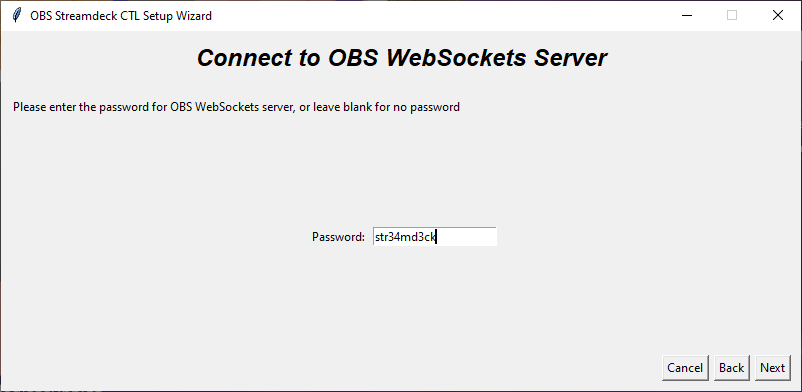 OBS Streamdeck CTL Setup Wizard
Connect to OBS WebSockets Server
Please enter the password for OBS WebSockets server, or leave blank for no password
Password: str34md3ck
Cancel Back Next